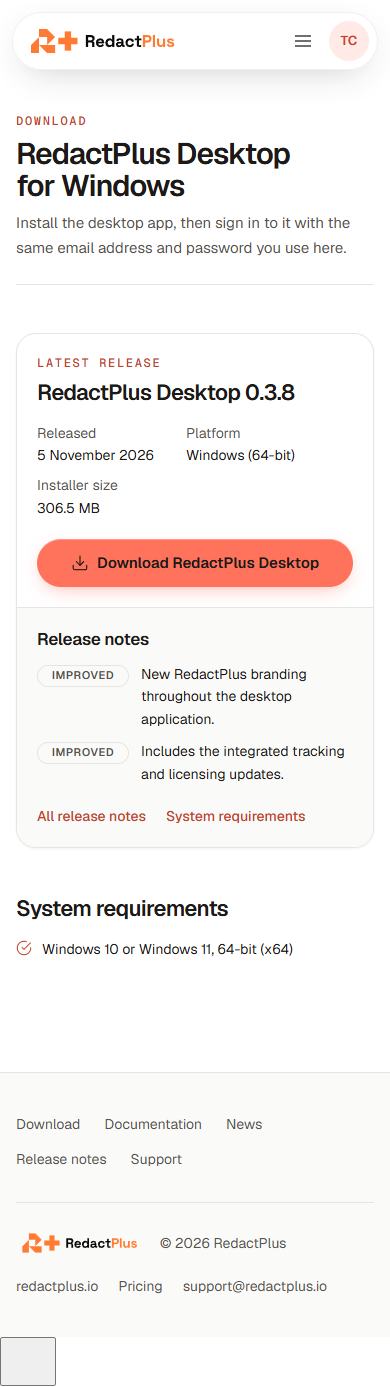 RedactPlus
TC
DOWNLOAD
RedactPlus Desktop
for Windows
Install the desktop app, then sign in to it with the
same email address and password you use here.
LATEST RELEASE
RedactPlus Desktop 0.3.8
Released Platform
5 November 2026 Windows (64-bit)
Installer size
306.5 MB
Download RedactPlus Desktop
Release notes
IMPROVED New RedactPlus branding
throughout the desktop
application.
IMPROVED Includes the integrated tracking
and licensing updates.
All release notes System requirements
System requirements
Windows 10 or Windows 11, 64-bit (x64)
Download Documentation News
Release notes Support
RedactPlus © 2026 RedactPlus
redactplus.io Pricing support@redactplus.io